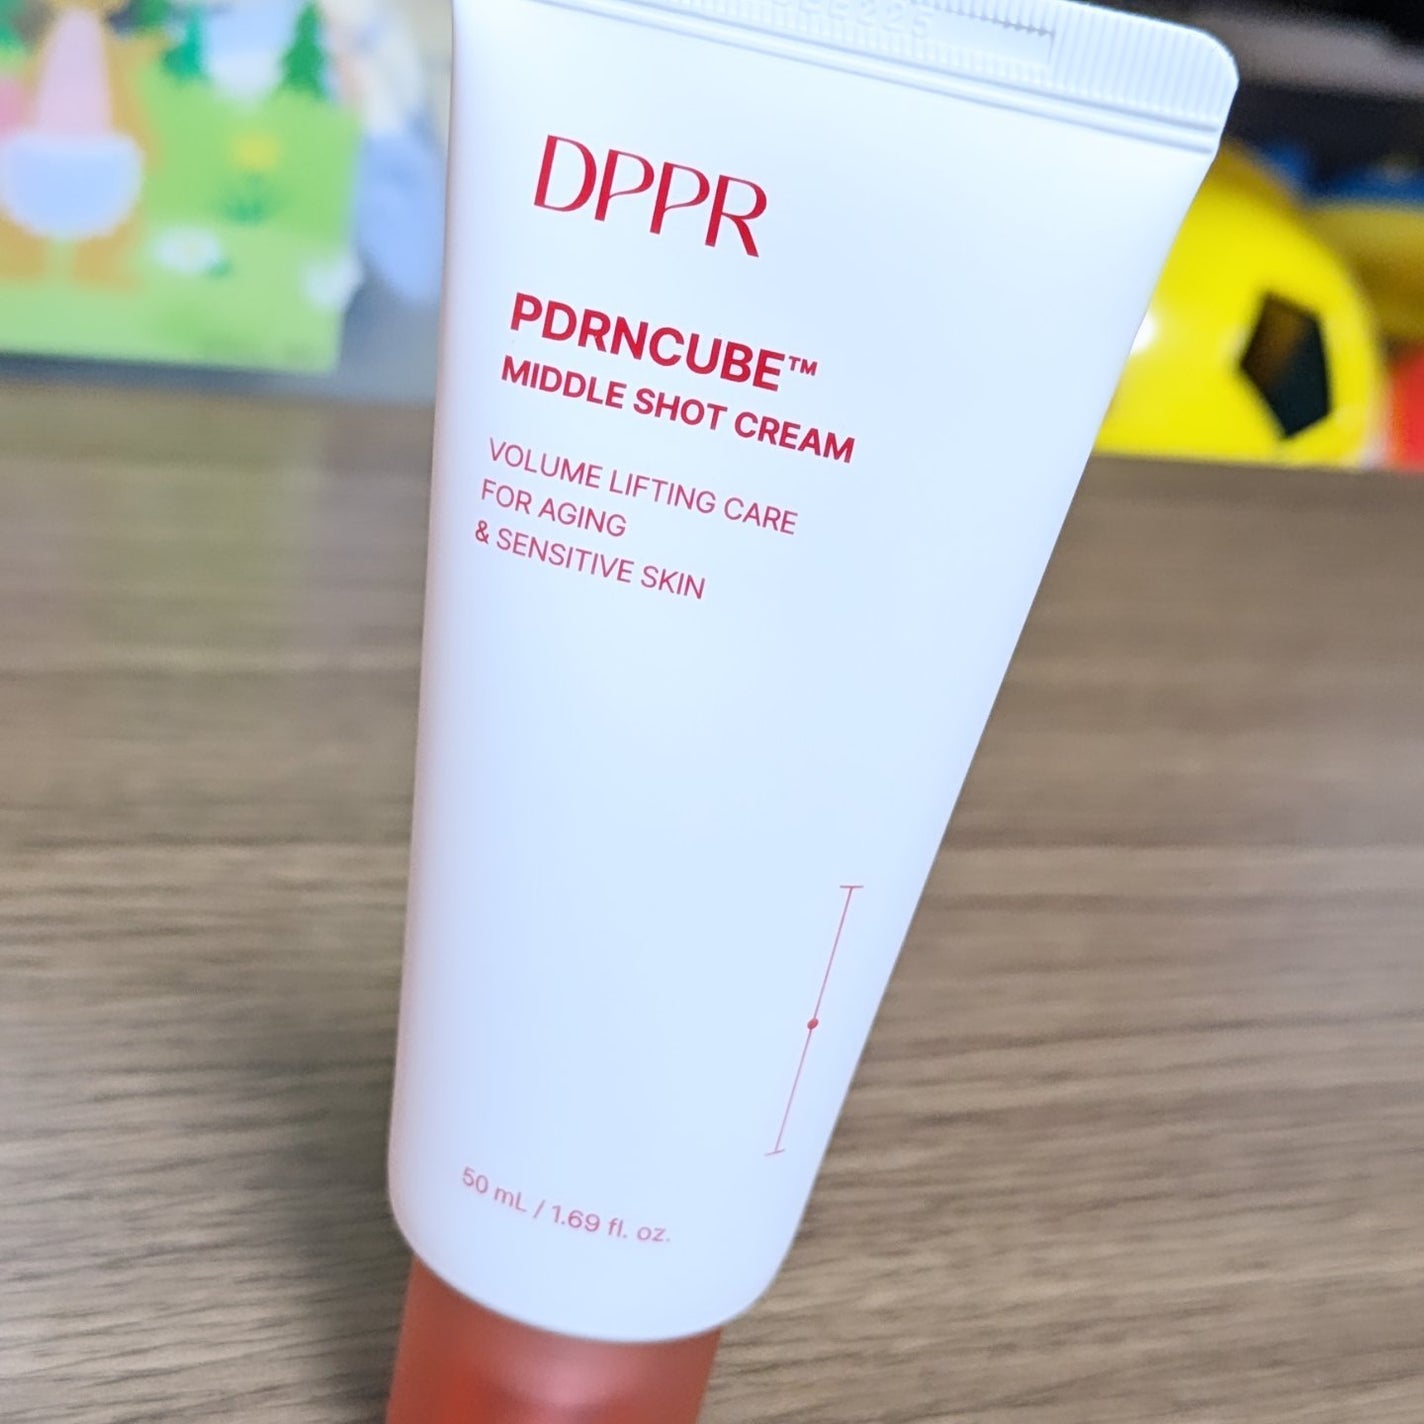 DPPR
PDRNCUBE™
MIDDLE SHOT CREAM
VOLUME LIFTING CARE
FOR AGING
& SENSITIVE SKIN
50 mL / 1.69 fl. oz.